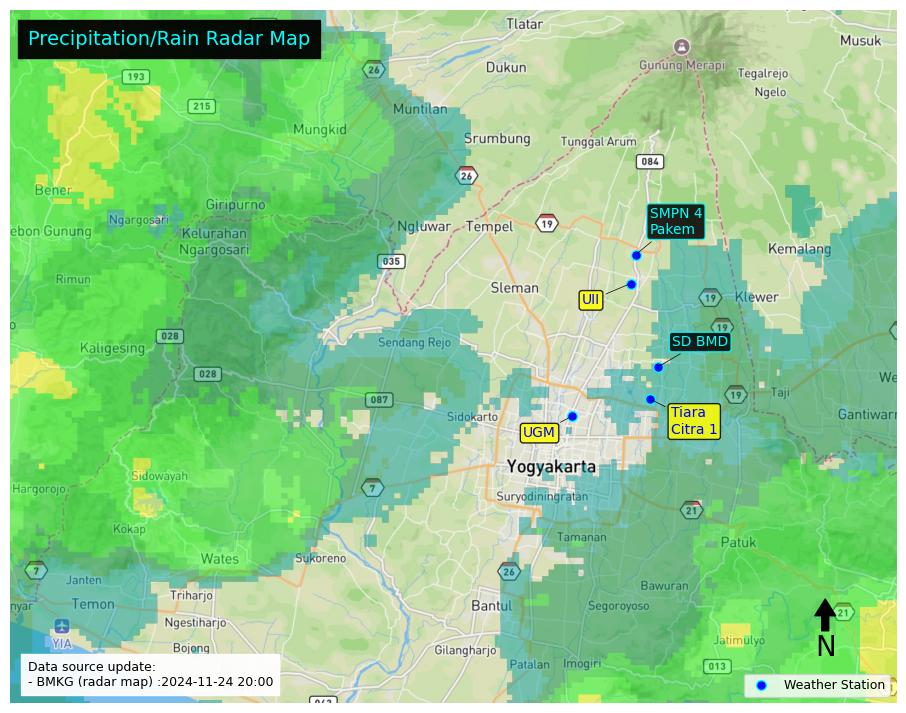 Precipitation/Rain Radar Map
Tlatar
Musuk
Dukun
Gunung Merapi
Tegalrejo
Ngelo
26
193
215
Muntilan
Mungkid
Srumbung
Tunggal Arum
084
26
Bener
Giripurno
Ngargosari
ebon Gunung
Kelurahan
Ngargosari
Ngluwar
Tempel
19
SMPN 4
Pakem
Kemalang
035
Rimun
Sleman
UII
19
Klewer
028
Kaligesing
Sendang Rejo
SD BMD
19
028
087
Taji
19
We
Sidokarto
UGM
Tiara
Citra 1
Gantiwarr
Yogyakarta
Sidowayah
Hargorojo
7
Suryodiningratan
21
Kokap
Tamanan
Patuk
Wates
Sukoreno
7
Janten
26
Bawuran
Temon
Triharjo
Bantul
Segoroyoso
21
nyar
Ngestiharjo
YIA
Bojong
Gilangharjo
Jatimulyo
N
Patalan
Imogiri
013
Data source update:
- BMKG (radar map) :2024-11-24 20:00
Weather Station